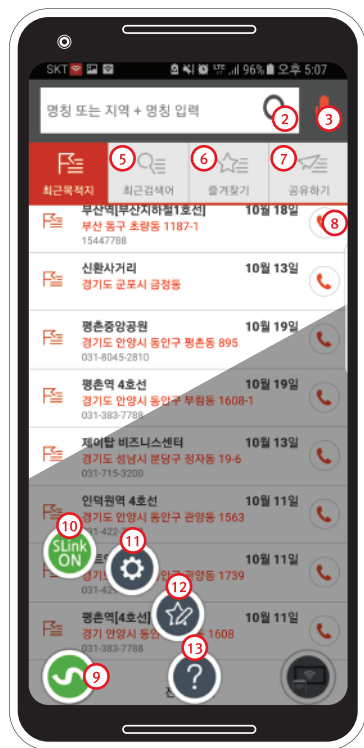 SKT LTE 96% 오후 5:07
명칭 또는 지역 + 명칭 입력
2
3
5
6
7
최근목적지
최근검색어
즐겨찾기
공유하기
부산역[부산지하철1호선] 10월 18일
8
부산 동구 초량동 1187-1
15447788
신환사거리 10월 13일
경기도 군포시 금정동
평촌중앙공원 10월 19일
경기도 안양시 동안구 평촌동 895
031-8045-2810
평촌역 4호선 10월 19일
경기도 안양시 동안구 부림동 1608-1
031-383-7788
제이탑 비즈니스센터 10월 13일
경기도 성남시 분당구 정자동 19-6
031-715-3200
인덕원역 4호선 10월 11일
경기도 안양시 동안구 관양동 1563
10
SLink
ON
11
10월 11일
관양동 1739
12
평촌역[4호선] 10월 11일
경기 안양시 동안 1608
031-383-7788
13
9
?